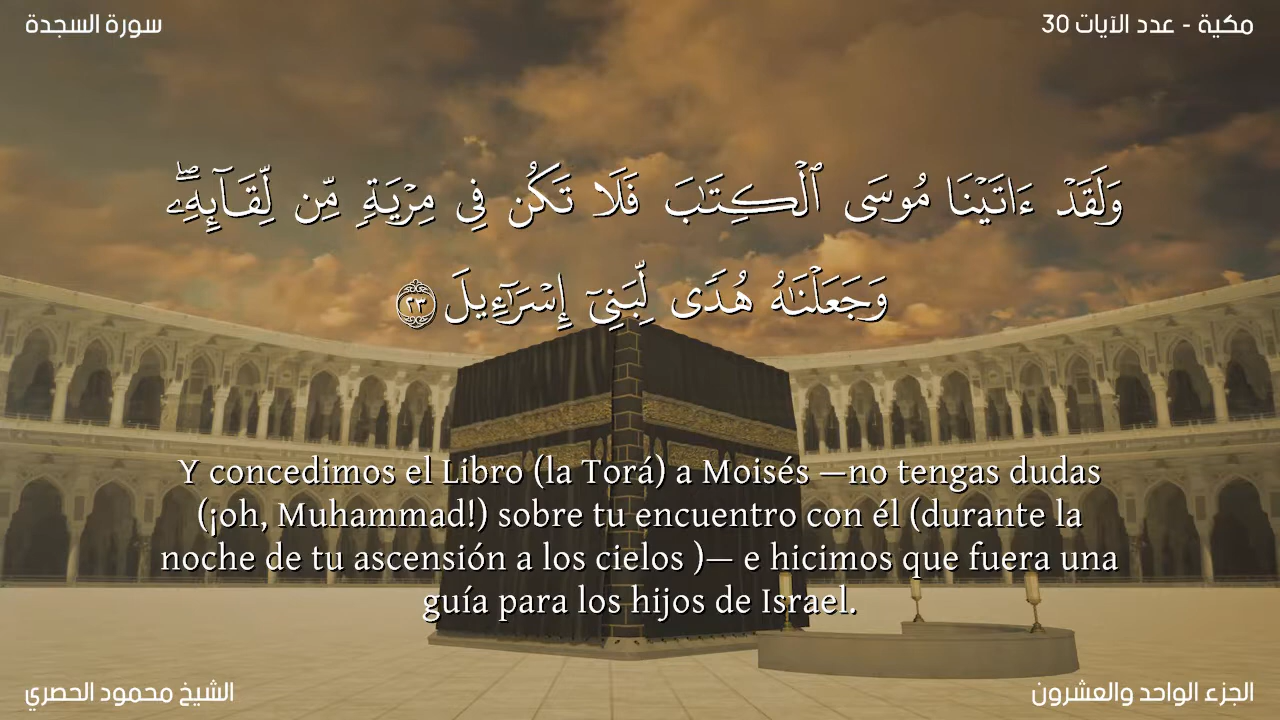 مكية - عدد الآيات 30
سورة السجدة
وَلَقَدْ ءَاتَيْنَا مُوسَى ٱلْكِتَٰبَ فَلَا تَكُن فِى مِرْيَةٍ مِّن لِّقَآئِهِۦ ۖ
وَجَعَلْنَٰهُ هُدًى لِّبَنِىٓ إِسْرَٰٓءِيلَ ٢٣
Y concedimos el Libro (la Torá) a Moisés —no tengas dudas
(¡oh, Muhammad!) sobre tu encuentro con él (durante la
noche de tu ascensión a los cielos )— e hicimos que fuera una
guía para los hijos de Israel.
الجزء الواحد والعشرون
الشيخ محمود الحصري